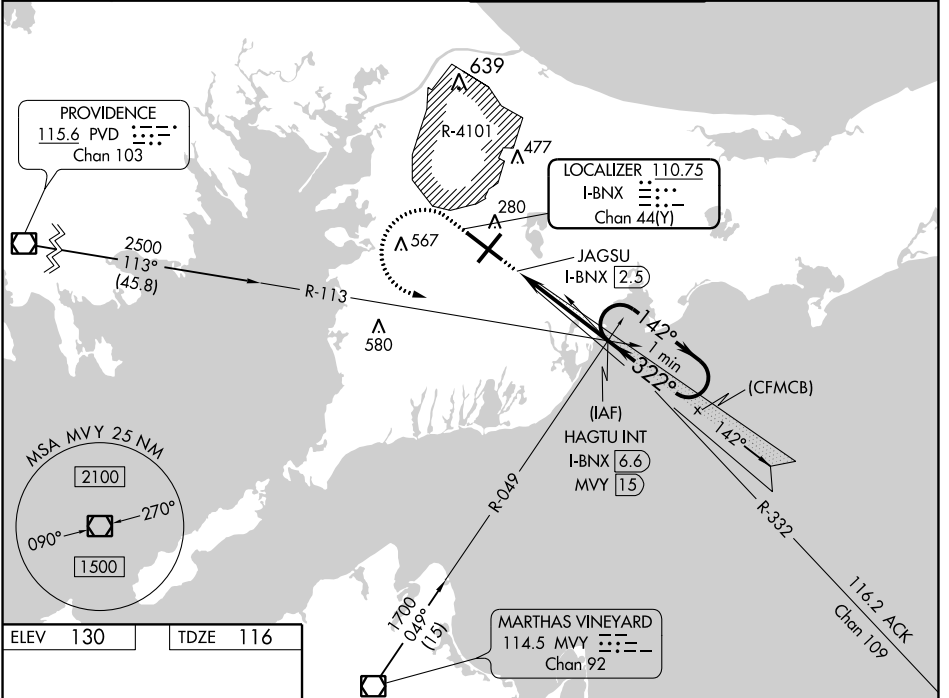 639
R-4101
477
PROVIDENCE
115.6 PVD
Chan 103
LOCALIZER 110.75
I-BNX
Chan 44(Y)
280
567
2500
113°
(45.8)
R-113
580
JAGSU
I-BNX 2.5
142°
1 min
322°
(CFMCB)
142°
(IAF)
HAGTU INT
I-BNX 6.6
MVY 15
R-049
R-332
MSA MVY 25 NM
2100
090°
270°
1500
1700
049°
(15)
116.2 ACK
Chan 109
MARTHAS VINEYARD
114.5 MVY
Chan 92
ELEV 130
TDZE 116